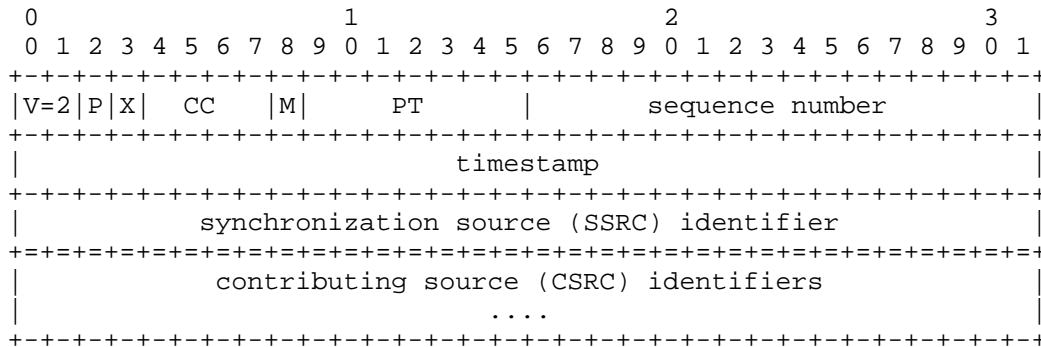 0                   1                   2                   3
 0 1 2 3 4 5 6 7 8 9 0 1 2 3 4 5 6 7 8 9 0 1 2 3 4 5 6 7 8 9 0 1
+-+-+-+-+-+-+-+-+-+-+-+-+-+-+-+-+-+-+-+-+-+-+-+-+-+-+-+-+-+-+-+-+
|V=2|P|X|  CC   |M|     PT      |       sequence number         |
+-+-+-+-+-+-+-+-+-+-+-+-+-+-+-+-+-+-+-+-+-+-+-+-+-+-+-+-+-+-+-+-+
|                           timestamp                           |
+-+-+-+-+-+-+-+-+-+-+-+-+-+-+-+-+-+-+-+-+-+-+-+-+-+-+-+-+-+-+-+-+
|           synchronization source (SSRC) identifier            |
+=+=+=+=+=+=+=+=+=+=+=+=+=+=+=+=+=+=+=+=+=+=+=+=+=+=+=+=+=+=+=+=+
|            contributing source (CSRC) identifiers             |
|                             ....                              |
+-+-+-+-+-+-+-+-+-+-+-+-+-+-+-+-+-+-+-+-+-+-+-+-+-+-+-+-+-+-+-+-+